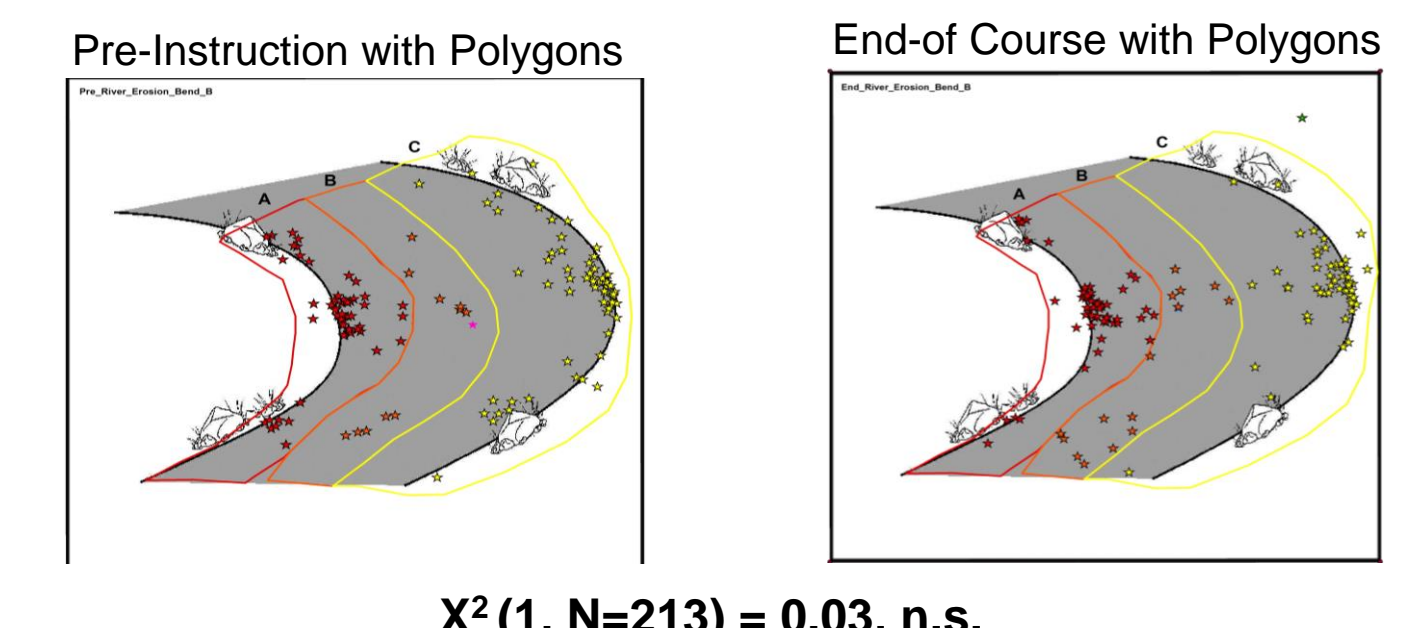 Pre-Instruction with Polygons
End-of Course with Polygons
Pre_River_Erosion_Bend_B
End_River_Erosion_Bend_B
C
B
A
C
B
A
X² (1, N=213) = 0.03, n.s.